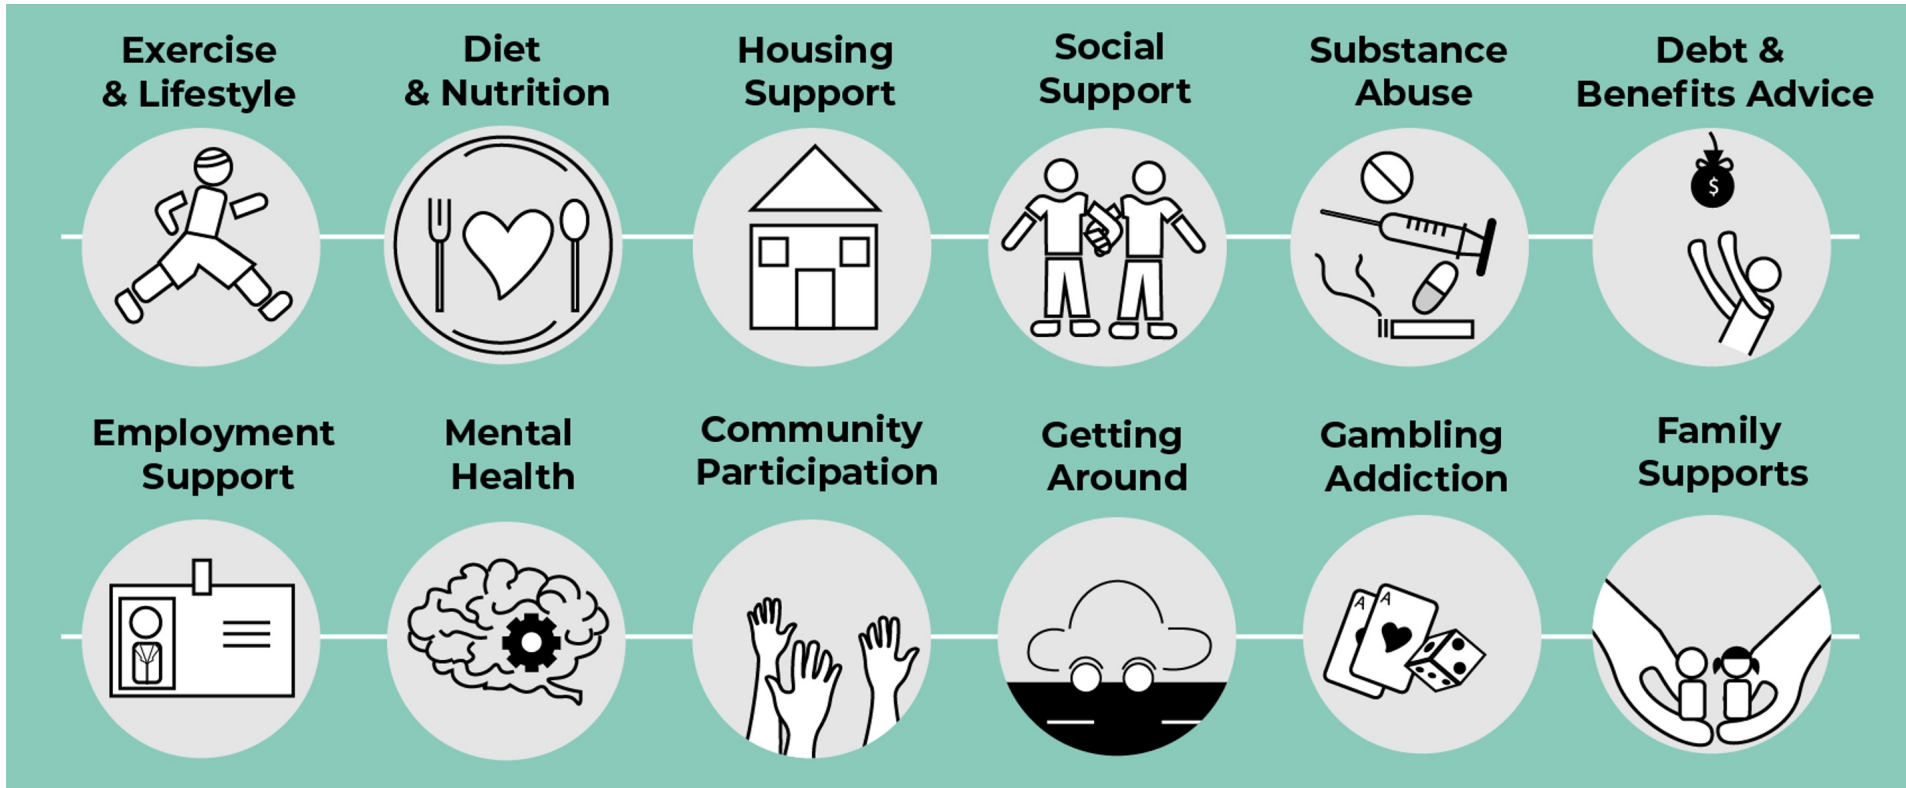 Exercise
& Lifestyle
Diet
& Nutrition
Housing
Support
Social
Support
Substance
Abuse
Debt &
Benefits Advice
$
Employment
Support
Mental
Health
Community
Participation
Getting
Around
Gambling
Addiction
A
A
Family
Supports